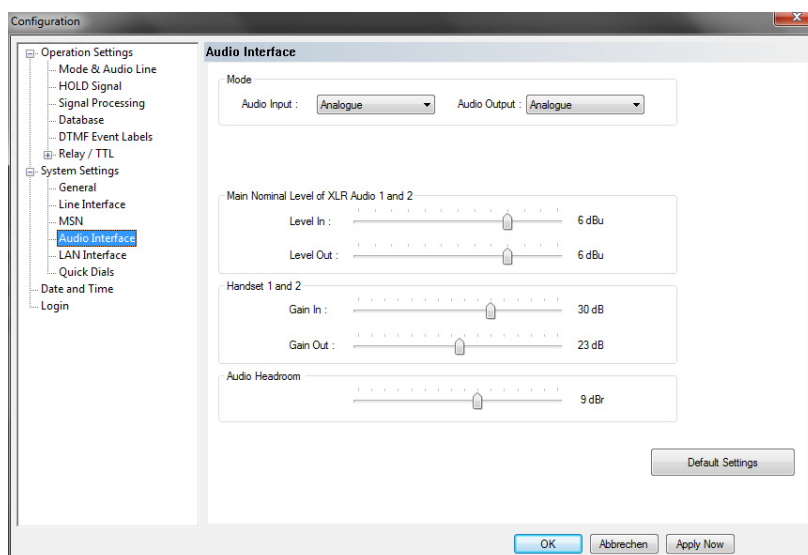 Configuration
Operation Settings
Mode & Audio Line
HOLD Signal
Signal Processing
Database
DTMF Event Labels
Relay / TTL
System Settings
General
Line Interface
MSN
Audio Interface
LAN Interface
Quick Dials
Date and Time
Login
Audio Interface
Mode
Audio Input : Analogue Audio Output : Analogue
Main Nominal Level of XLR Audio 1 and 2
Level In : 6 dBu
Level Out : 6 dBu
Handset 1 and 2
Gain In : 30 dB
Gain Out : 23 dB
Audio Headroom
9 dBr
Default Settings
OK Abbrechen Apply Now